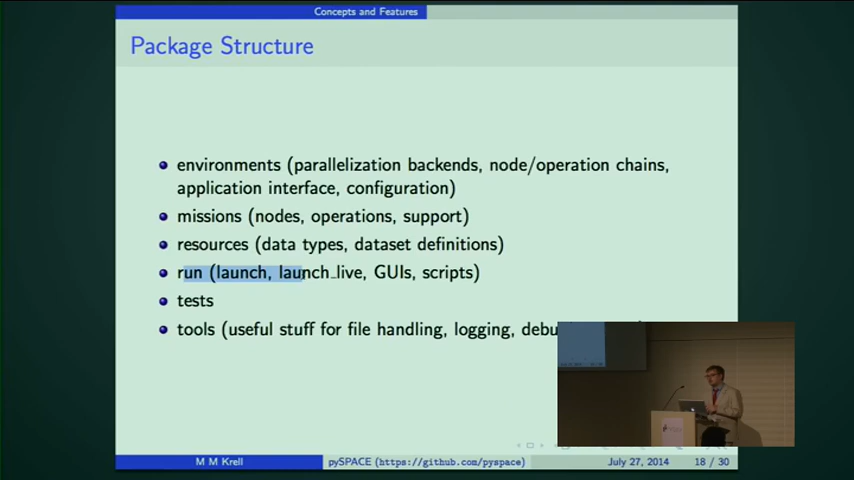 Concepts and Features
Package Structure
environments (parallelization backends, node/operation chains,
application interface, configuration)
missions (nodes, operations, support)
resources (data types, dataset definitions)
run (launch, launch_live, GUIs, scripts)
tests
tools (useful stuff for file handling, logging,
M M Krell
pySPACE (https://github.com/pyspace)
July 27, 2014
18 / 30